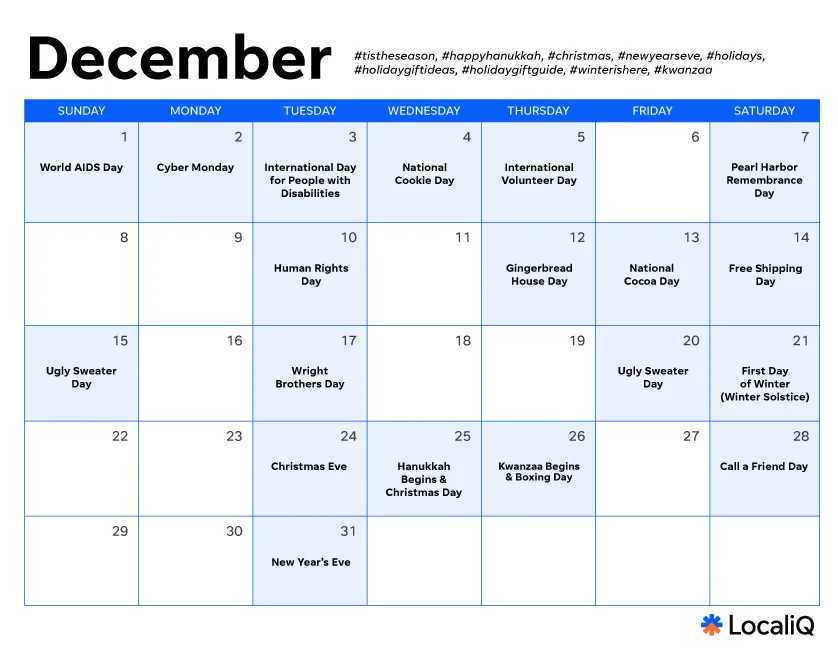 December
#tistheseason, #happyhanukkah, #christmas, #newyearseve, #holidays,
#holidaygiftideas, #holidaygiftguide, #winterishere, #kwanzaa
SUNDAY MONDAY TUESDAY WEDNESDAY THURSDAY FRIDAY SATURDAY
1
World AIDS Day
2
Cyber Monday
3
International Day
for People with
Disabilities
4
National
Cookie Day
5
International
Volunteer Day
6
7
Pearl Harbor
Remembrance
Day
8
9
10
Human Rights
Day
11
12
Gingerbread
House Day
13
National
Cocoa Day
14
Free Shipping
Day
15
Ugly Sweater
Day
16
17
Wright
Brothers Day
18
19
20
Ugly Sweater
Day
21
First Day
of Winter
(Winter Solstice)
22
23
24
Christmas Eve
25
Hanukkah
Begins &
Christmas Day
26
Kwanzaa Begins
& Boxing Day
27
28
Call a Friend Day
29
30
31
New Year's Eve
LocaliQ